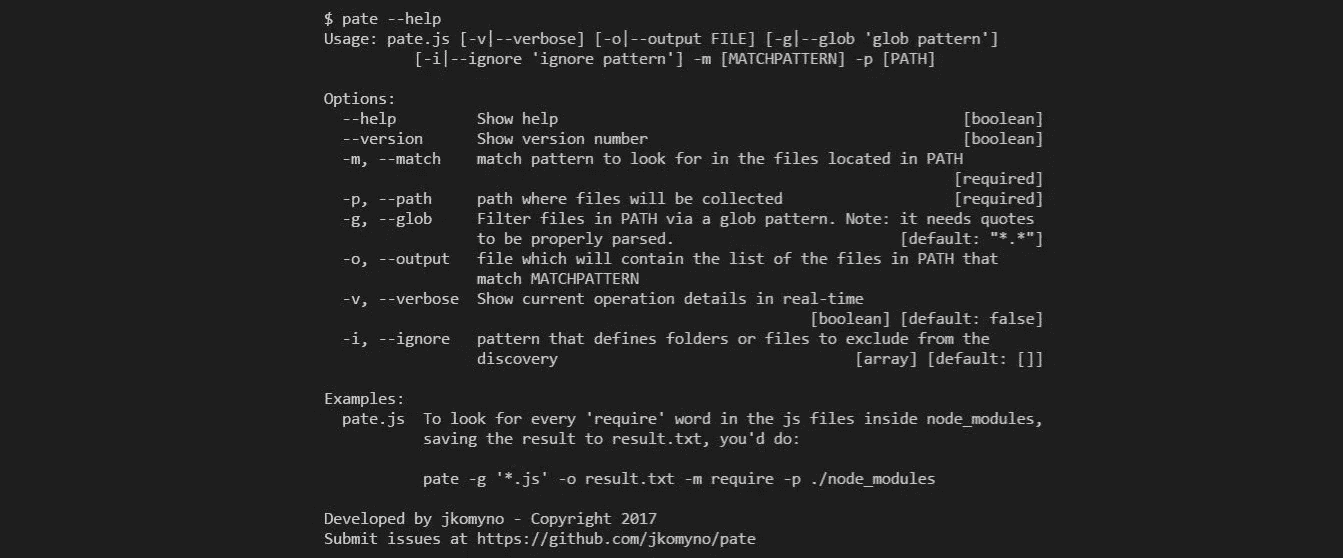 $ pate --help
Usage: pate.js [-v|--verbose] [-o|--output FILE] [-g|--glob 'glob pattern']
          [-i|--ignore 'ignore pattern'] -m [MATCHPATTERN] -p [PATH]

Options:
  --help         Show help                                             [boolean]
  --version      Show version number                                   [boolean]
  -m, --match    match pattern to look for in the files located in PATH
                                                                      [required]
  -p, --path     path where files will be collected                   [required]
  -g, --glob     Filter files in PATH via a glob pattern. Note: it needs quotes
                 to be properly parsed.                         [default: "*.*"]
  -o, --output   file which will contain the list of the files in PATH that
                 match MATCHPATTERN
  -v, --verbose  Show current operation details in real-time
                                                      [boolean] [default: false]
  -i, --ignore   pattern that defines folders or files to exclude from the
                 discovery                                 [array] [default: []]

Examples:
  pate.js  To look for every 'require' word in the js files inside node_modules,
           saving the result to result.txt, you'd do:

           pate -g '*.js' -o result.txt -m require -p ./node_modules

Developed by jkomyno - Copyright 2017
Submit issues at https://github.com/jkomyno/pate